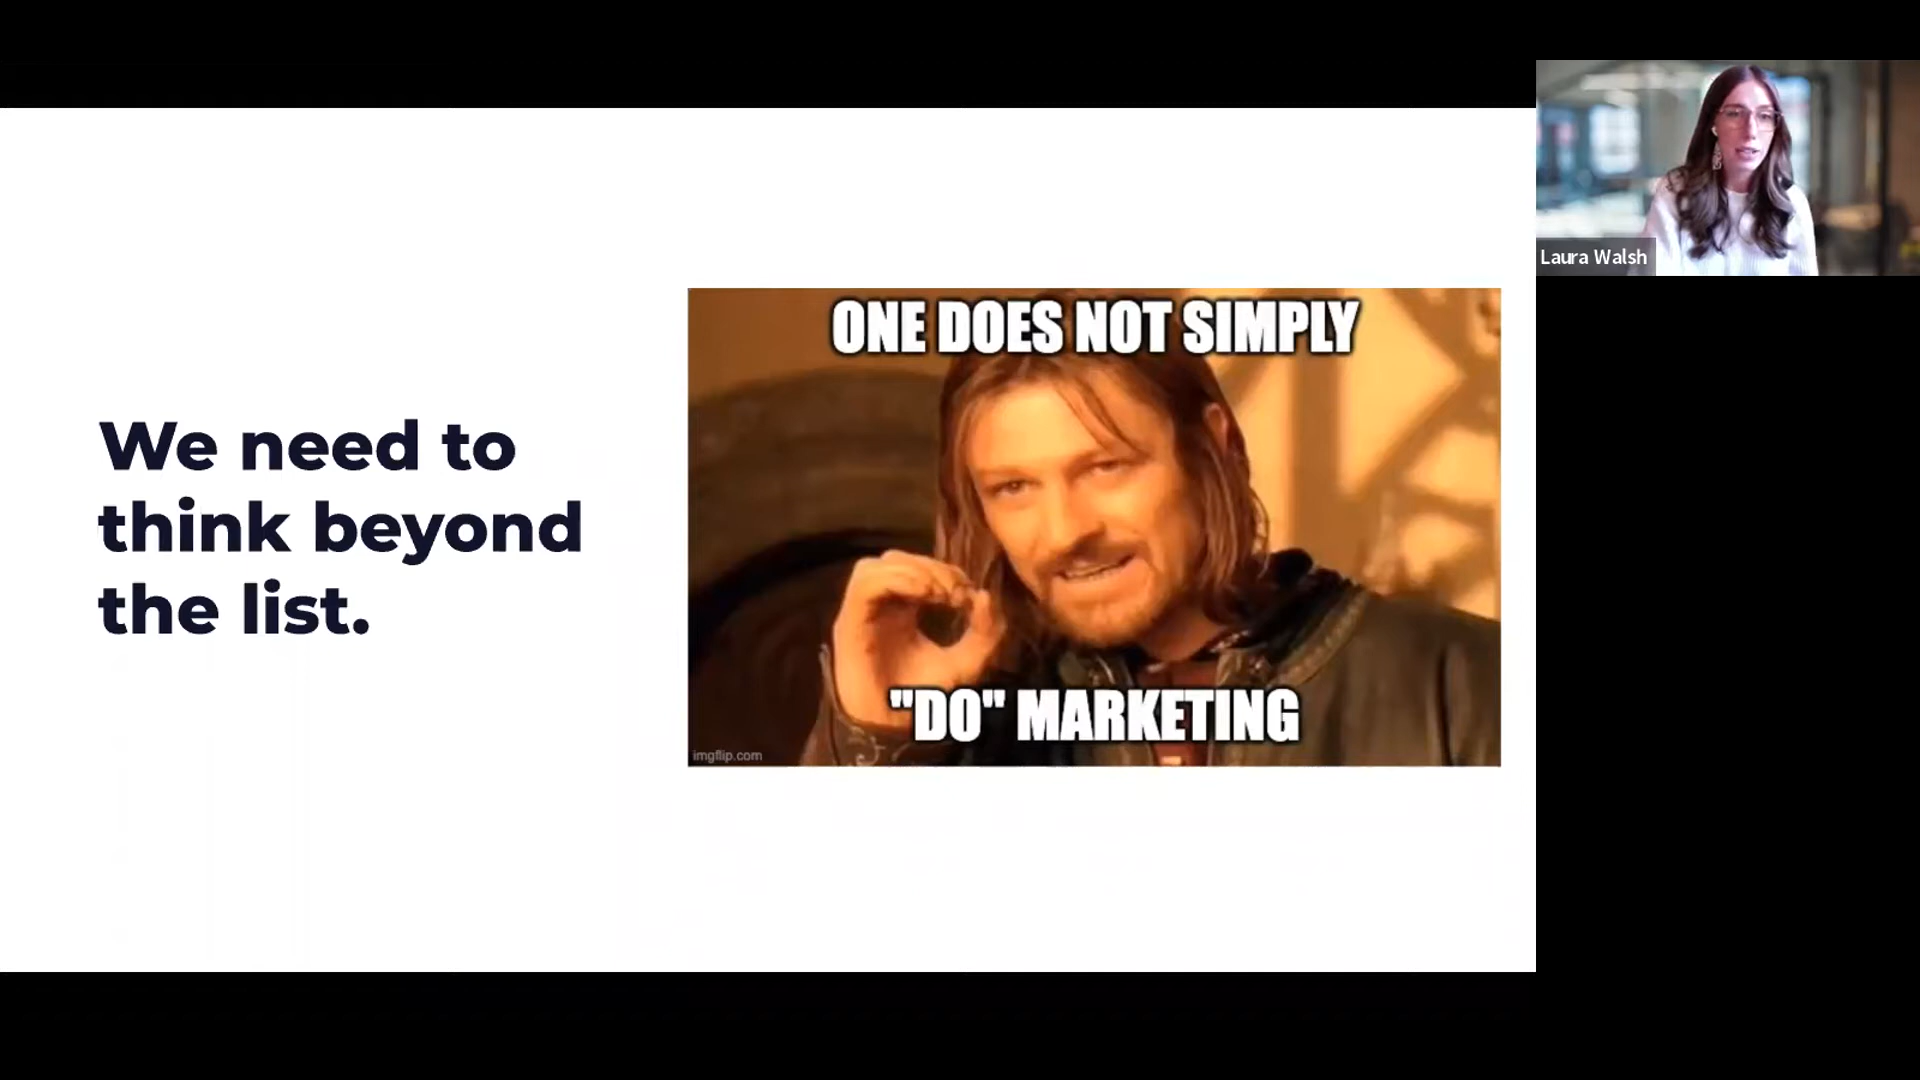 We need to
think beyond
the list.
ONE DOES NOT SIMPLY
"DO" MARKETING
imgflip.com
Laura Walsh